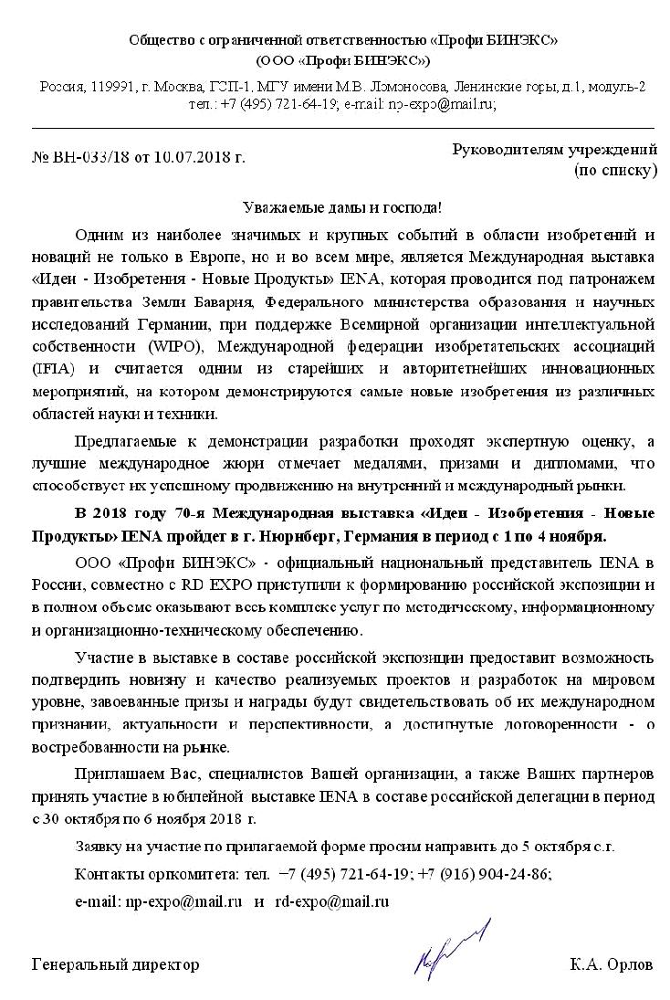 Общество с ограниченной ответственностью «Профи БИНЭКС»
(ООО «Профи БИНЭКС»)
Россия, 119991, г. Москва, ГСП-1, МГУ имени М.В. Ломоносова, Ленинские горы, д.1, модуль-2
тел.: +7 (495) 721-64-19; e-mail: np-expo@mail.ru;
№ ВН-033/18 от 10.07.2018 г.
Руководителям учреждений
(по списку)
Уважаемые дамы и господа!
Одним из наиболее значимых и крупных событий в области изобретений и
новаций не только в Европе, но и во всем мире, является Международная выставка
«Идеи - Изобретения - Новые Продукты» IENA, которая проводится под патронажем
правительства Земли Бавария, Федерального министерства образования и научных
исследований Германии, при поддержке Всемирной организации интеллектуальной
собственности (WIPO), Международной федерации изобретательских ассоциаций
(IFIA) и считается одним из старейших и авторитетнейших инновационных
мероприятий, на котором демонстрируются самые новые изобретения из различных
областей науки и техники.
Предлагаемые к демонстрации разработки проходят экспертную оценку, а
лучшие международное жюри отмечает медалями, призами и дипломами, что
способствует их успешному продвижению на внутренний и международный рынки.
В 2018 году 70-я Международная выставка «Идеи - Изобретения - Новые
Продукты» IENA пройдет в г. Нюрнберг, Германия в период с 1 по 4 ноября.
ООО «Профи БИНЭКС» - официальный национальный представитель IENA в
России, совместно с RD EXPO приступили к формированию российской экспозиции и
в полном объеме оказывают весь комплекс услуг по методическому, информационному
и организационно-техническому обеспечению.
Участие в выставке в составе российской экспозиции предоставит возможность
подтвердить новизну и качество реализуемых проектов и разработок на мировом
уровне, завоеванные призы и награды будут свидетельствовать об их международном
признании, актуальности и перспективности, а достигнутые договоренности - о
востребованности на рынке.
Приглашаем Вас, специалистов Вашей организации, а также Ваших партнеров
принять участие в юбилейной выставке IENA в составе российской делегации в период
с 30 октября по 6 ноября 2018 г.
Заявку на участие по прилагаемой форме просим направить до 5 октября с.г.
Контакты оргкомитета: тел. +7 (495) 721-64-19; +7 (916) 904-24-86;
e-mail: np-expo@mail.ru и rd-expo@mail.ru
Генеральный директор
К.А. Орлов